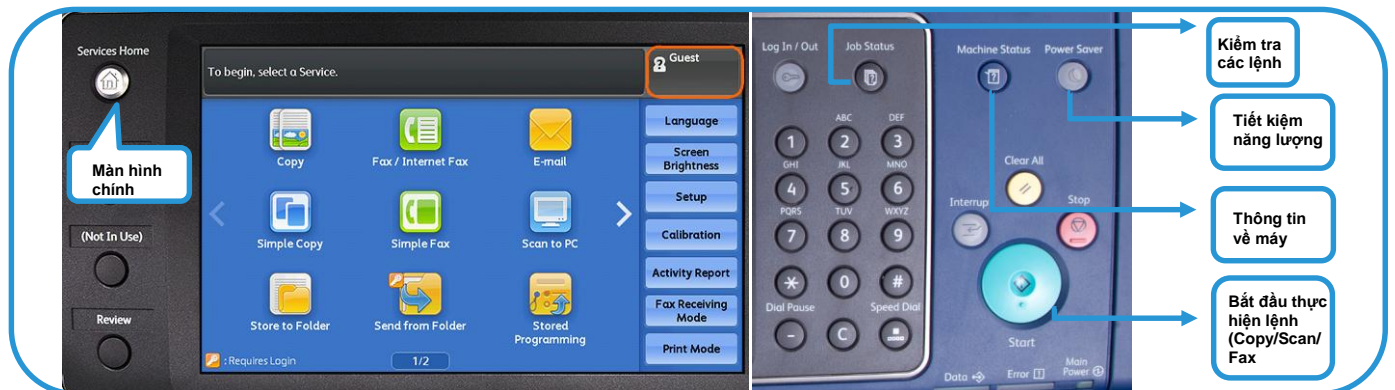 Services Home
Màn hình
chính
(Not In Use)
Review
To begin, select a Service.
Guest
Copy
Fax / Internet Fax
E-mail
Simple Copy
Simple Fax
Scan to PC
Store to Folder
Send from Folder
Stored
Programming
: Requires Login
1/2
Language
Screen
Brightness
Setup
Calibration
Activity Report
Fax Receiving
Mode
Print Mode
Log In / Out
Job Status
Machine Status
Power Saver
ABC
DEF
1
2
3
GHI
JKL
MNO
4
5
6
PQRS
TUV
WXYZ
7
8
9
0
#
Dial Pause
Speed Dial
-
C
Clear All
Interrup
Stop
Start
Data
Error
Main
Power
Kiểm tra
các lệnh
Tiết kiệm
năng lượng
Thông tin
về máy
Bắt đầu thực
hiện lệnh
(Copy/Scan/
Fax